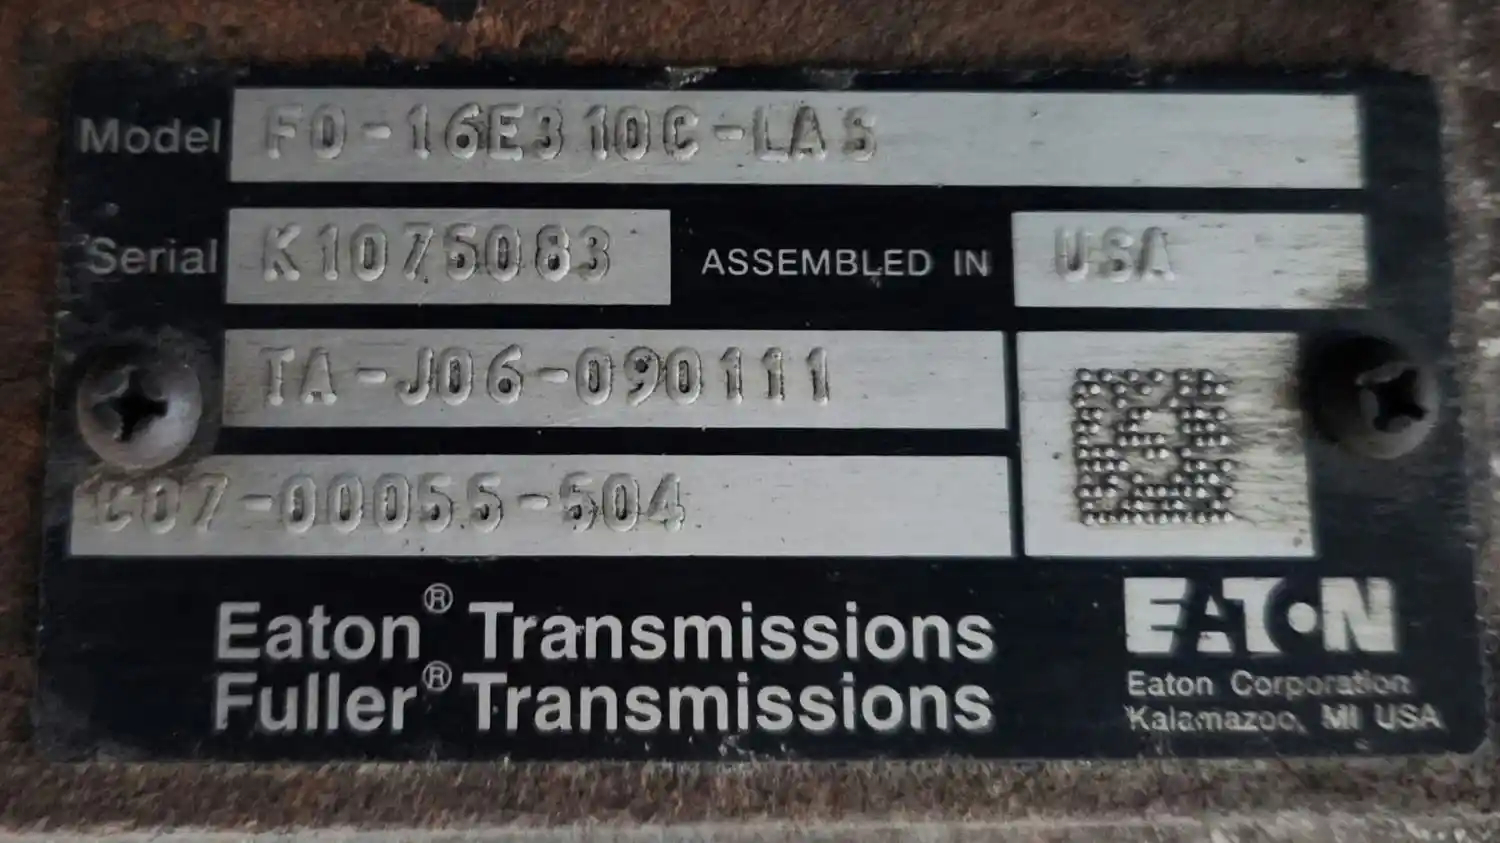 Model FO-16E310C-LAS
Serial K1075083 ASSEMBLED IN USA
TA-J06-090111
C07-00055-504
Eaton® Transmissions
Fuller® Transmissions
EATON
Eaton Corporation
Kalamazoo, MI USA